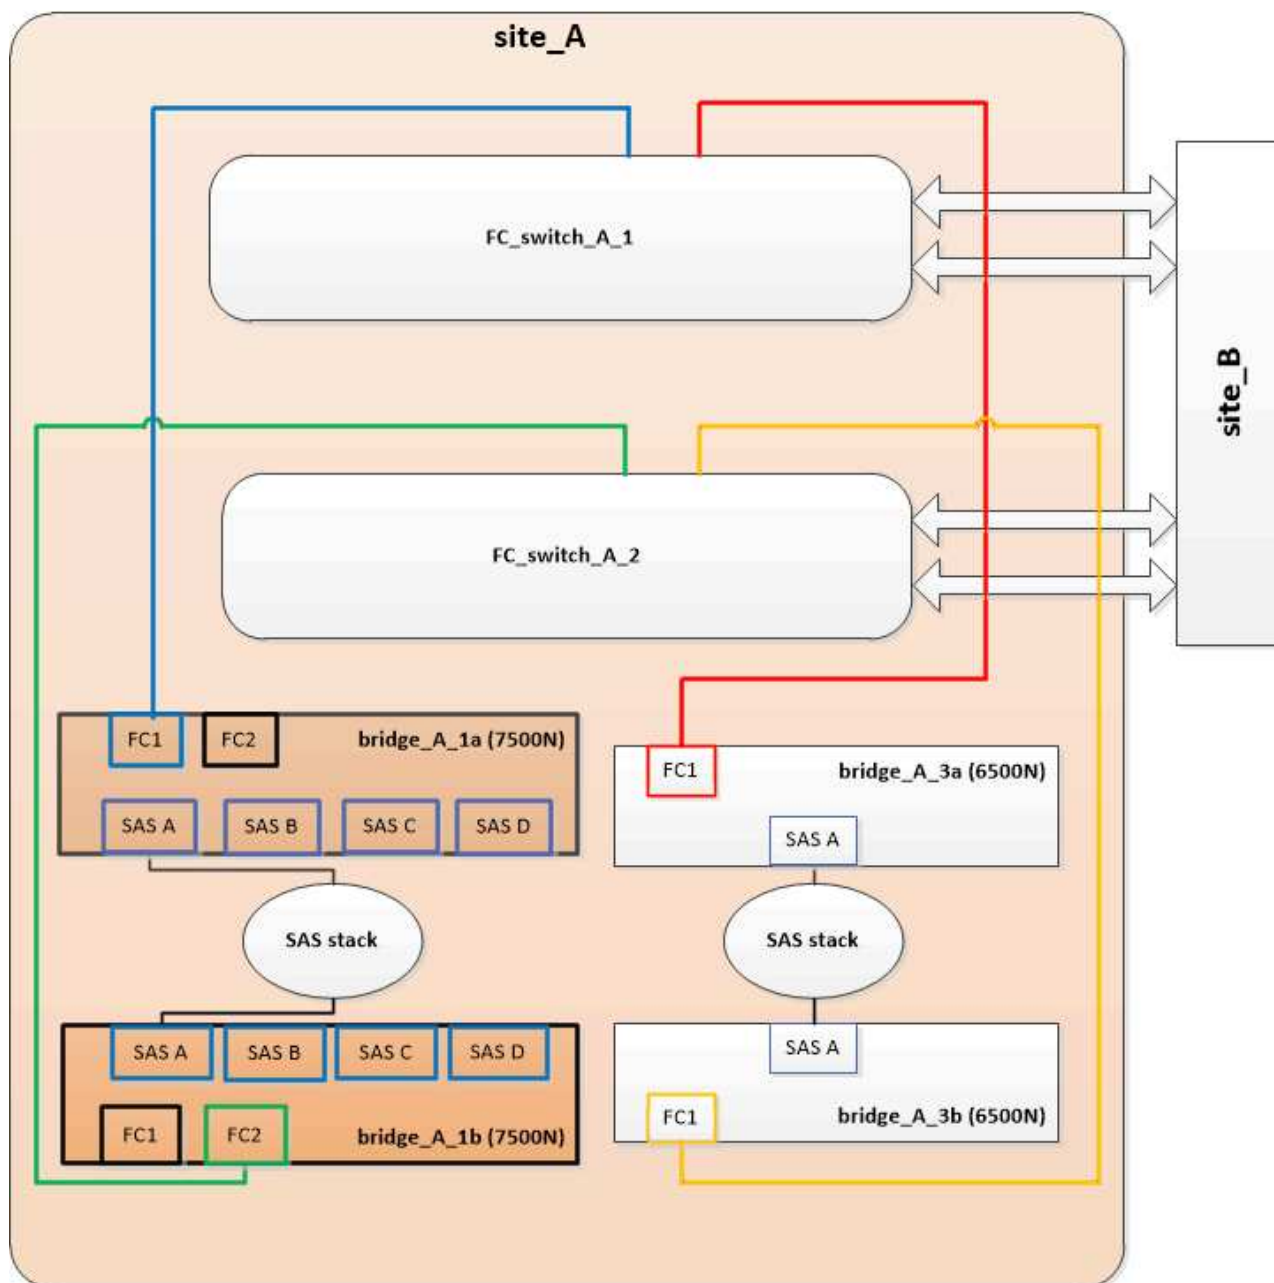 site_A
FC_switch_A_1
site_B
FC_switch_A_2
FC1
FC2
bridge_A_1a (7500N)
SAS A
SAS B
SAS C
SAS D
FC1
bridge_A_3a (6500N)
SAS A
SAS stack
SAS stack
SAS A
SAS B
SAS C
SAS D
FC1
FC2
bridge_A_1b (7500N)
SAS A
FC1
bridge_A_3b (6500N)